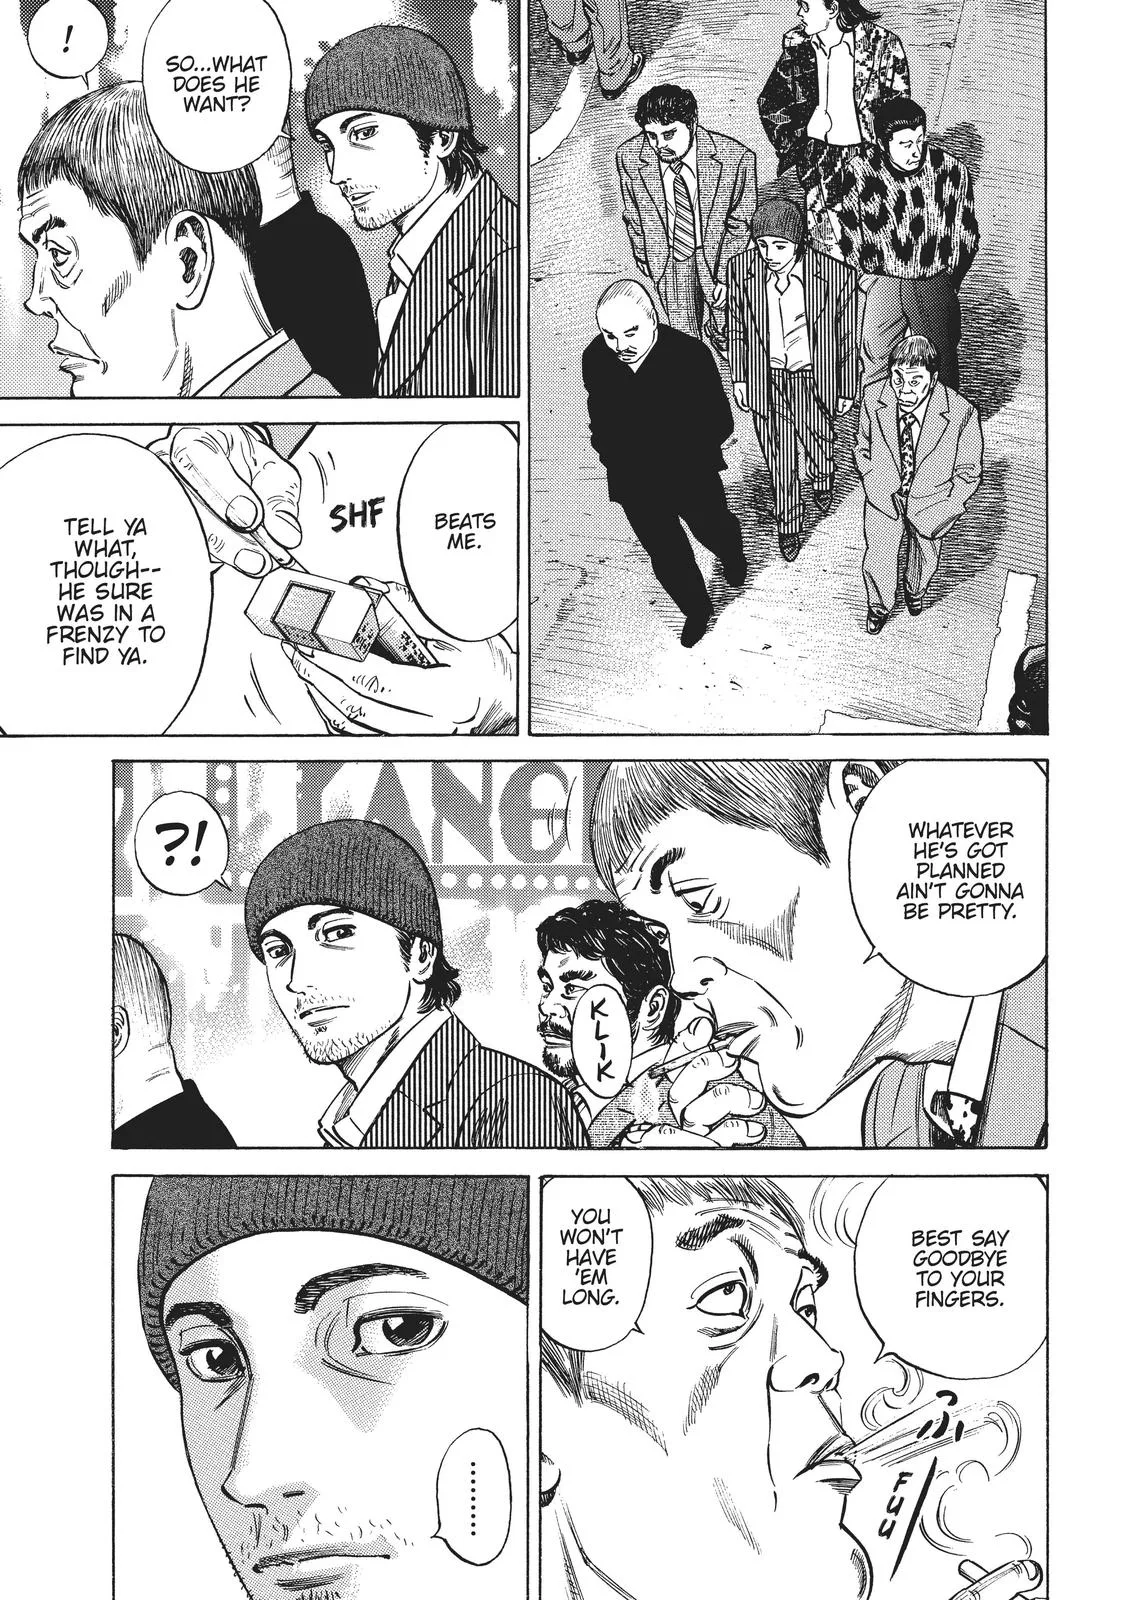 SO...WHAT
DOES HE
WANT?
!
BEATS
ME.
SHF
TELL YA
WHAT,
THOUGH--
HE SURE
WAS IN A
FRENZY TO
FIND YA.
WHATEVER
HE'S GOT
PLANNED
AIN'T GONNA
BE PRETTY.
KLIK
?!
BEST SAY
GOODBYE
TO YOUR
FINGERS.
ふー
FUU
YOU
WON'T
HAVE
'EM
LONG.
.........